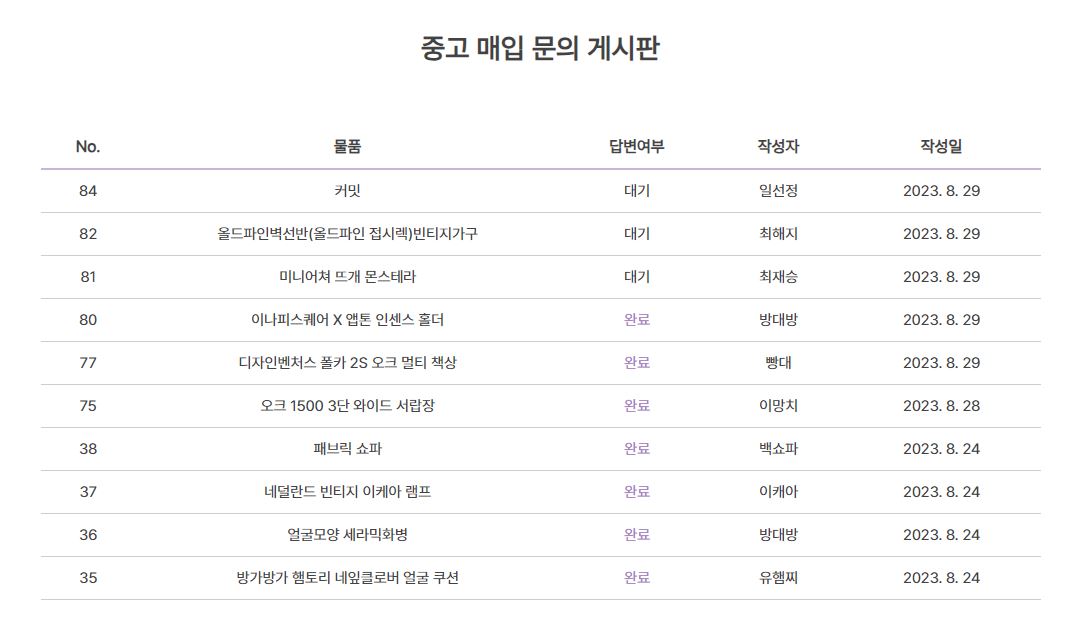 중고 매입 문의 게시판
No. 물품 답변여부 작성자 작성일
84 커밋 대기 일선정 2023. 8. 29
82 올드파인벽선반(올드파인 접시렉)빈티지가구 대기 최해지 2023. 8. 29
81 미니어쳐 뜨개 몬스테라 대기 최재승 2023. 8. 29
80 이나피스퀘어 X 앱톤 인센스 홀더 완료 방대방 2023. 8. 29
77 디자인벤처스 폴카 2S 오크 멀티 책상 완료 빵대 2023. 8. 29
75 오크 1500 3단 와이드 서랍장 완료 이망치 2023. 8. 28
38 패브릭 쇼파 완료 백쇼파 2023. 8. 24
37 네덜란드 빈티지 이케아 램프 완료 이캐아 2023. 8. 24
36 얼굴모양 세라믹화병 완료 방대방 2023. 8. 24
35 방가방가 햄토리 네잎클로버 얼굴 쿠션 완료 유햄찌 2023. 8. 24